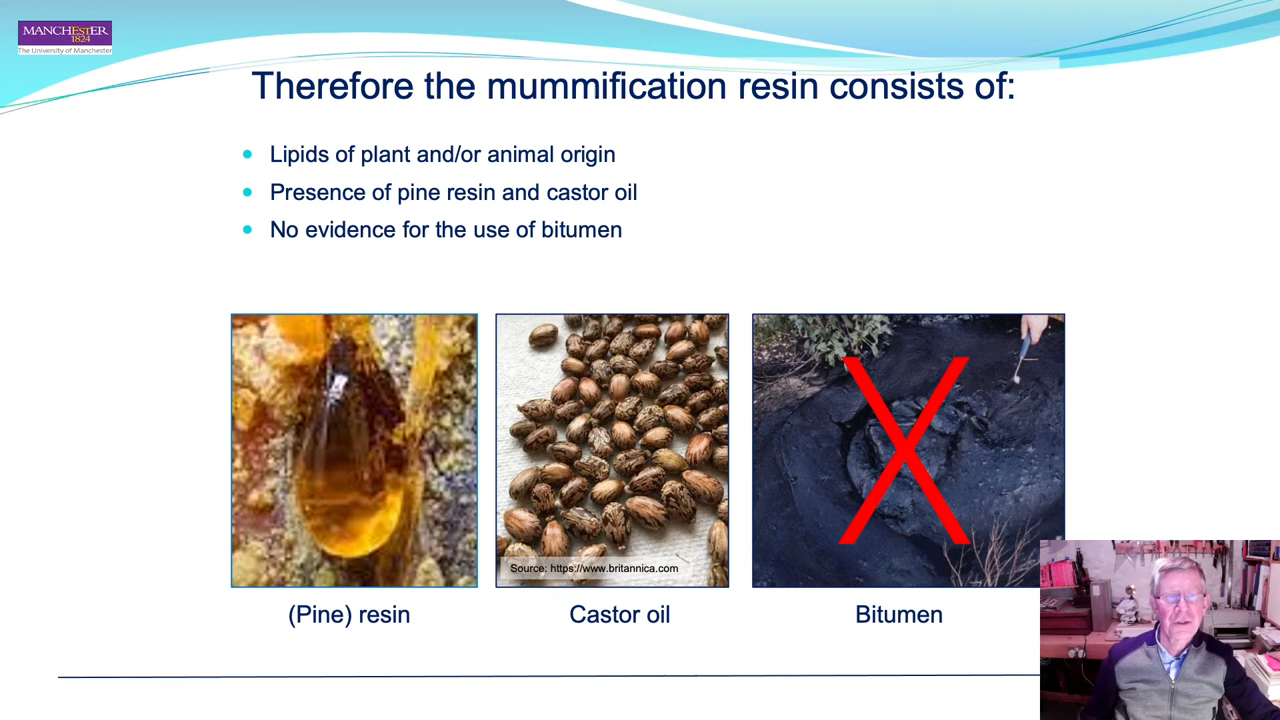 MANCHESTER
1824
The University of Manchester
Therefore the mummification resin consists of:
Lipids of plant and/or animal origin
Presence of pine resin and castor oil
No evidence for the use of bitumen
X
Source: https://www.britannica.com
(Pine) resin
Castor oil
Bitumen